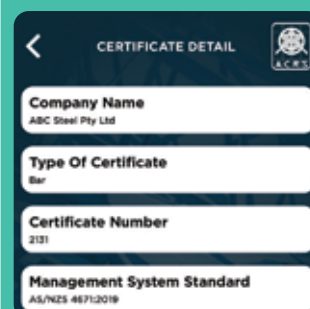 CERTIFICATE DETAIL
A.C.R.S.
Company Name
ABC Steel Pty Ltd
Type Of Certificate
Bar
Certificate Number
2131
Management System Standard
AS/NZS 4671:2019